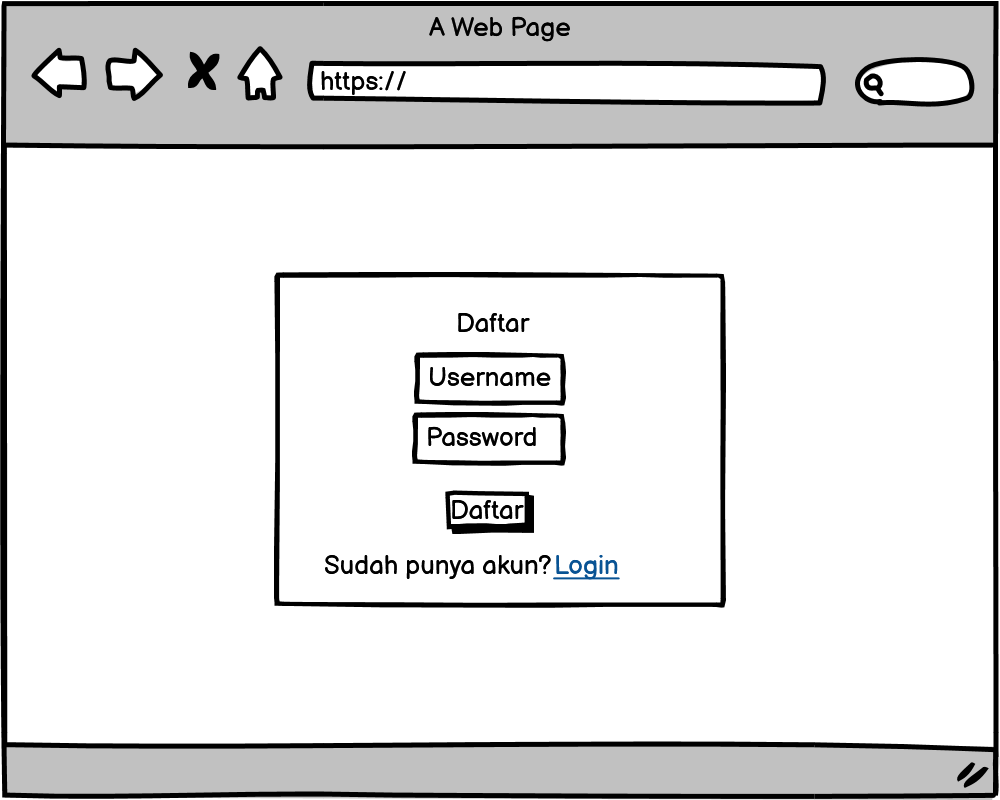 A Web Page
https://
Daftar
Username
Password
Daftar
Sudah punya akun? Login